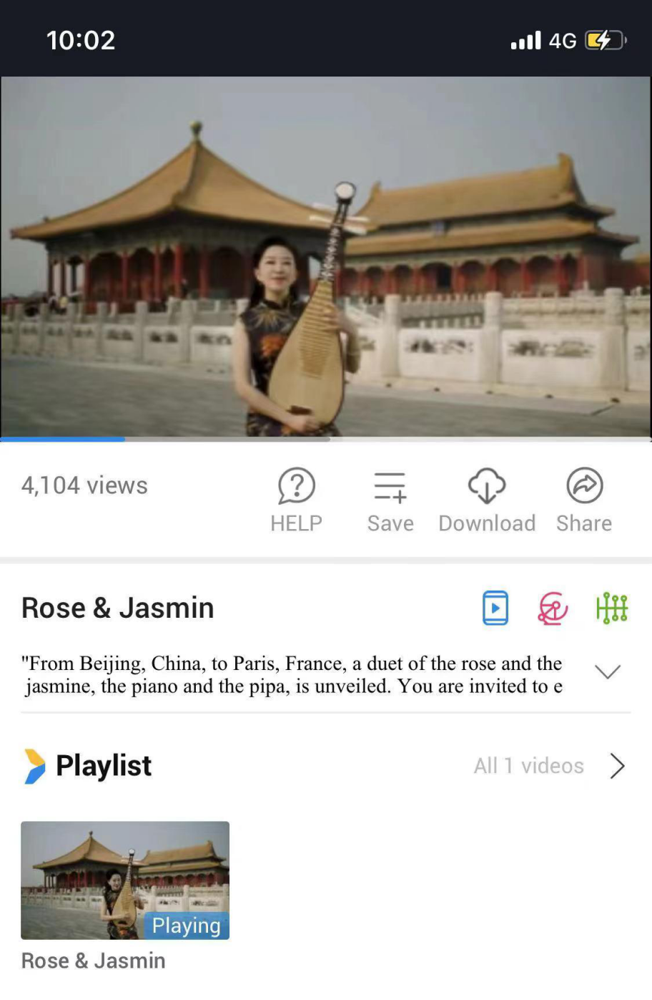 10:02
4G
4,104 views
HELP
Save
Download
Share
Rose & Jasmin
"From Beijing, China, to Paris, France, a duet of the rose and the
jasmine, the piano and the pipa, is unveiled. You are invited to e
Playlist
All 1 videos
Playing
Rose & Jasmin